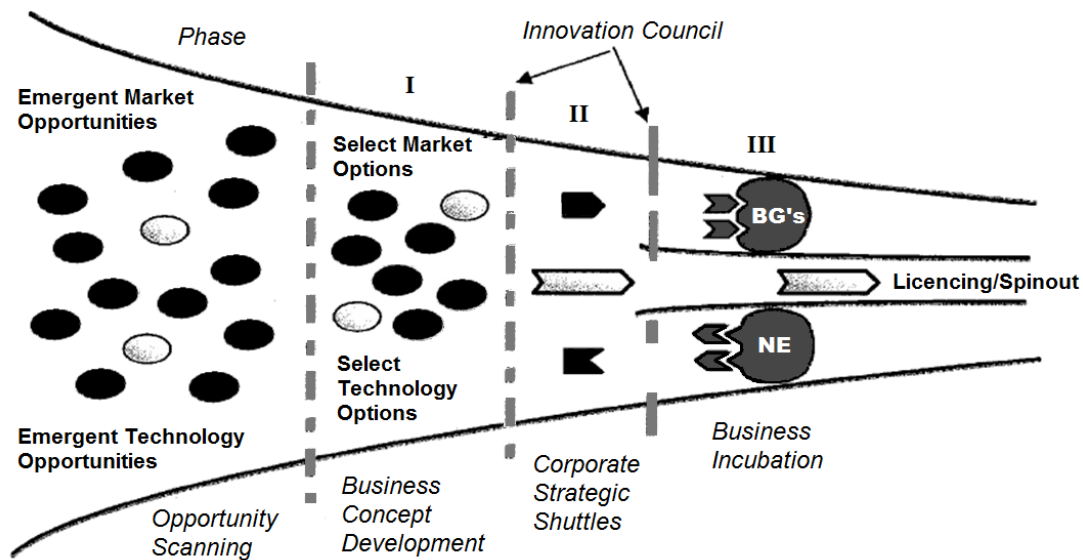 Phase
Innovation Council
I
II
III
Emergent Market
Opportunities
Select Market
Options
BG's
Licencing/Spinout
NE
Select
Technology
Options
Emergent Technology
Opportunities
Opportunity
Scanning
Business
Concept
Development
Corporate
Strategic
Shuttles
Business
Incubation